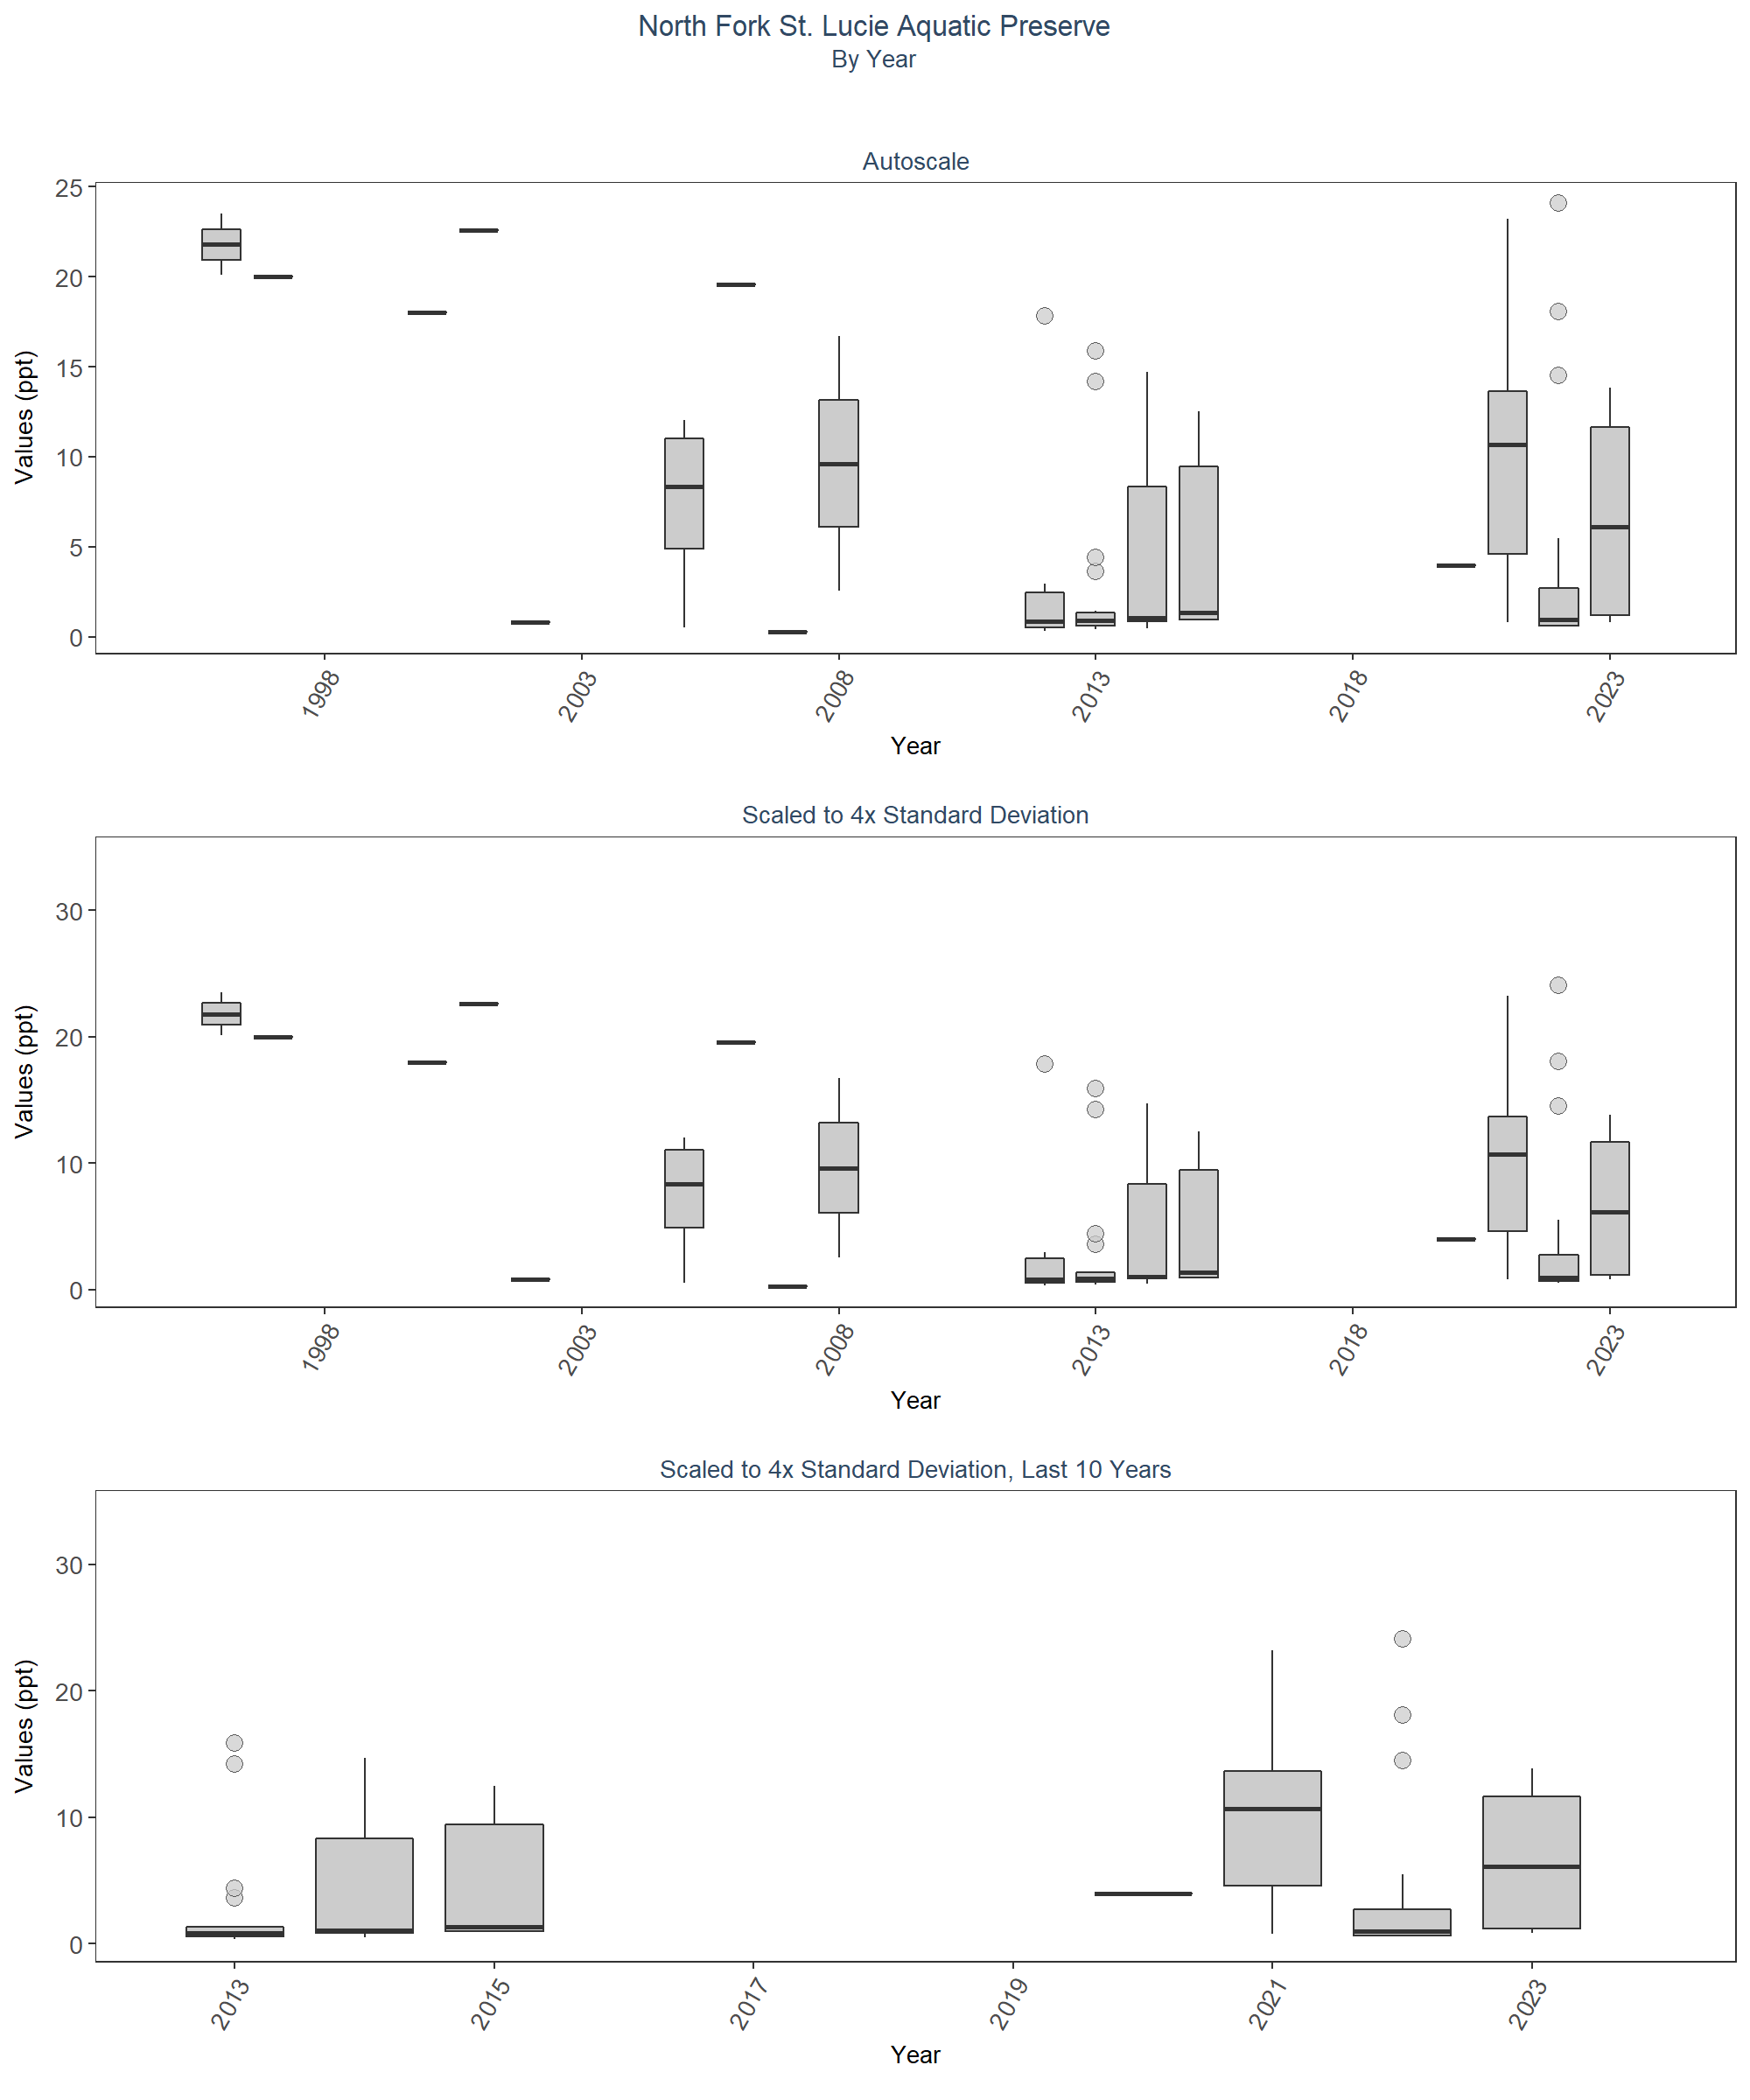 North Fork St. Lucie Aquatic Preserve
By Year
Autoscale
25
20
15
10
5
0
Values (ppt)
1998
2003
2008
2013
2018
2023
Year
Scaled to 4x Standard Deviation
30
20
10
0
Values (ppt)
1998
2003
2008
2013
2018
2023
Year
Scaled to 4x Standard Deviation, Last 10 Years
30
20
10
0
Values (ppt)
2013
2015
2017
2019
2021
2023
Year